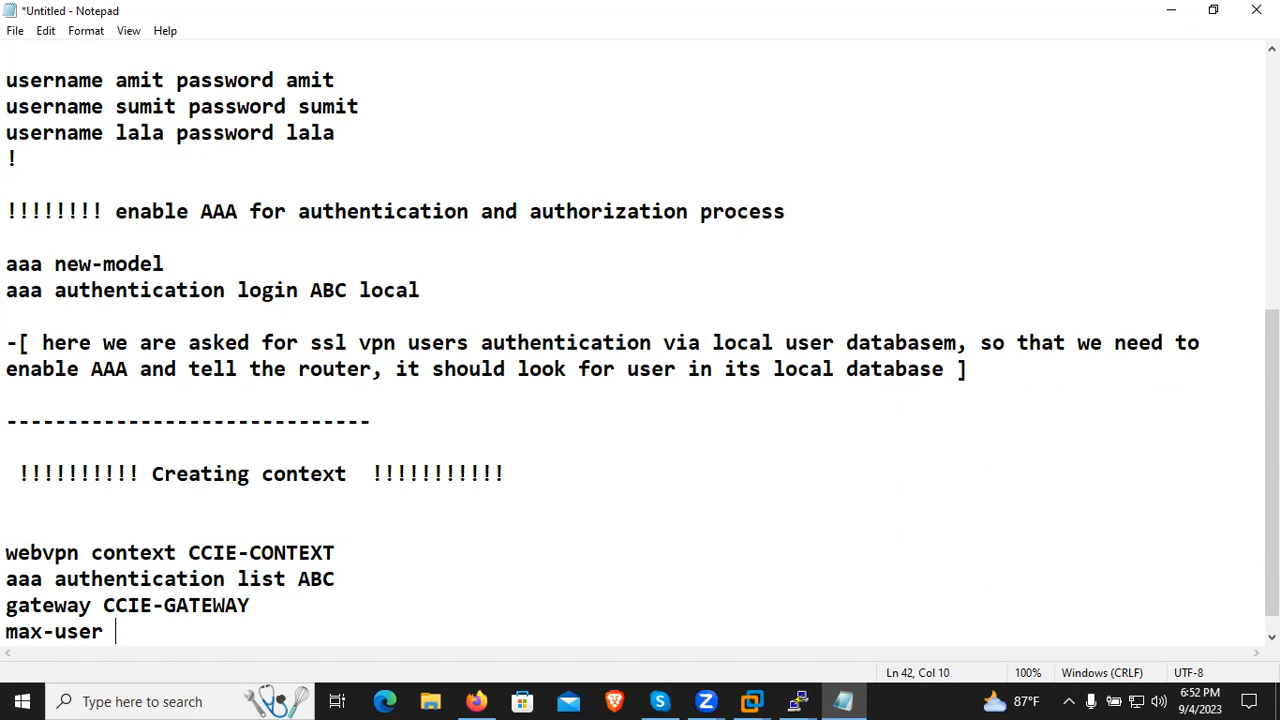 *Untitled - Notepad
File Edit Format View Help
username amit password amit
username sumit password sumit
username lala password lala
!
!!!!!!!! enable AAA for authentication and authorization process
aaa new-model
aaa authentication login ABC local
-[ here we are asked for ssl vpn users authentication via local user databasem, so that we need to
enable AAA and tell the router, it should look for user in its local database ]
------------------------------
!!!!!!!!!! Creating context  !!!!!!!!!!!
webvpn context CCIE-CONTEXT
aaa authentication list ABC
gateway CCIE-GATEWAY
max-user
Ln 42, Col 10 100% Windows (CRLF) UTF-8
Type here to search 87°F 6:52 PM
9/4/2023